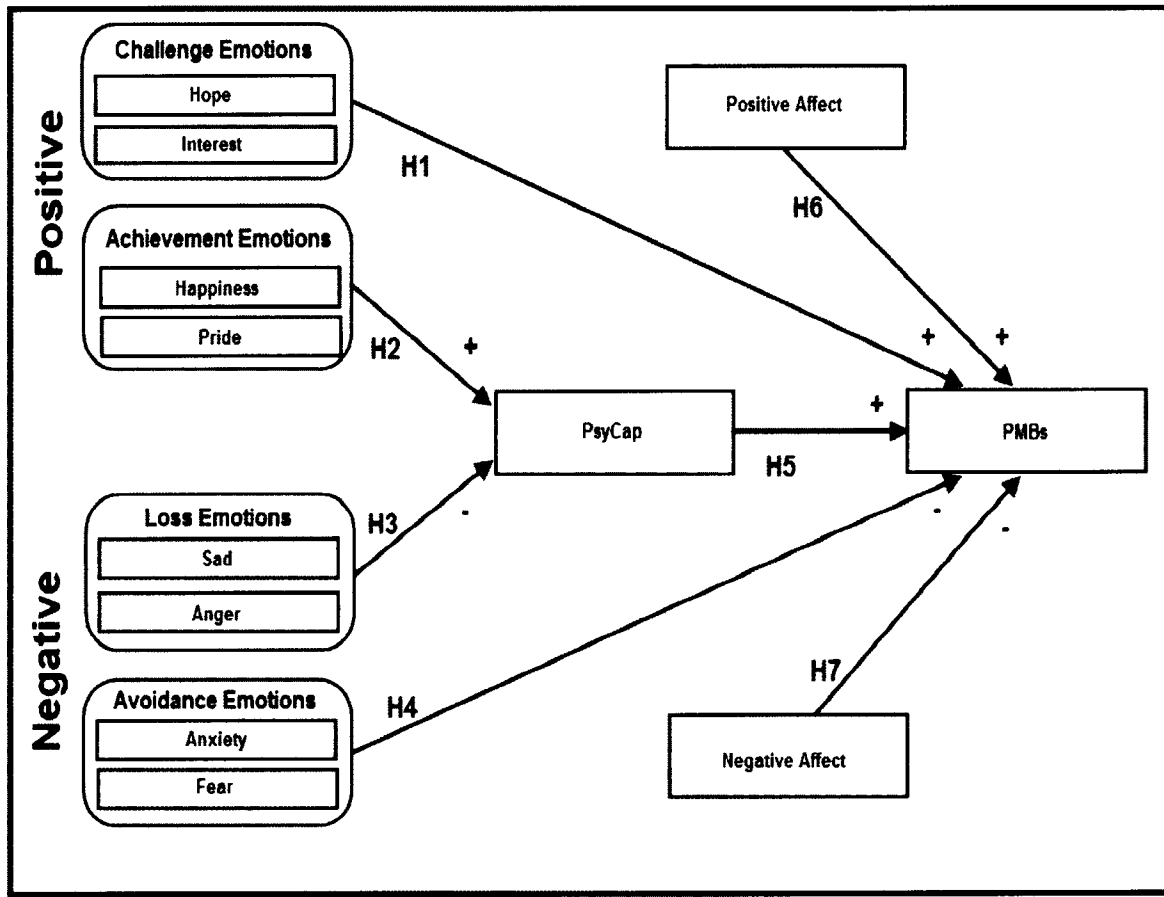 Positive
Challenge Emotions
Hope
Interest
H1
Positive Affect
H6
Achievement Emotions
Happiness
Pride
H2
+
+
+
PsyCap
+
H5
PMBs
Negative
Loss Emotions
Sad
Anger
H3
-
-
-
Avoidance Emotions
Anxiety
Fear
H4
H7
Negative Affect